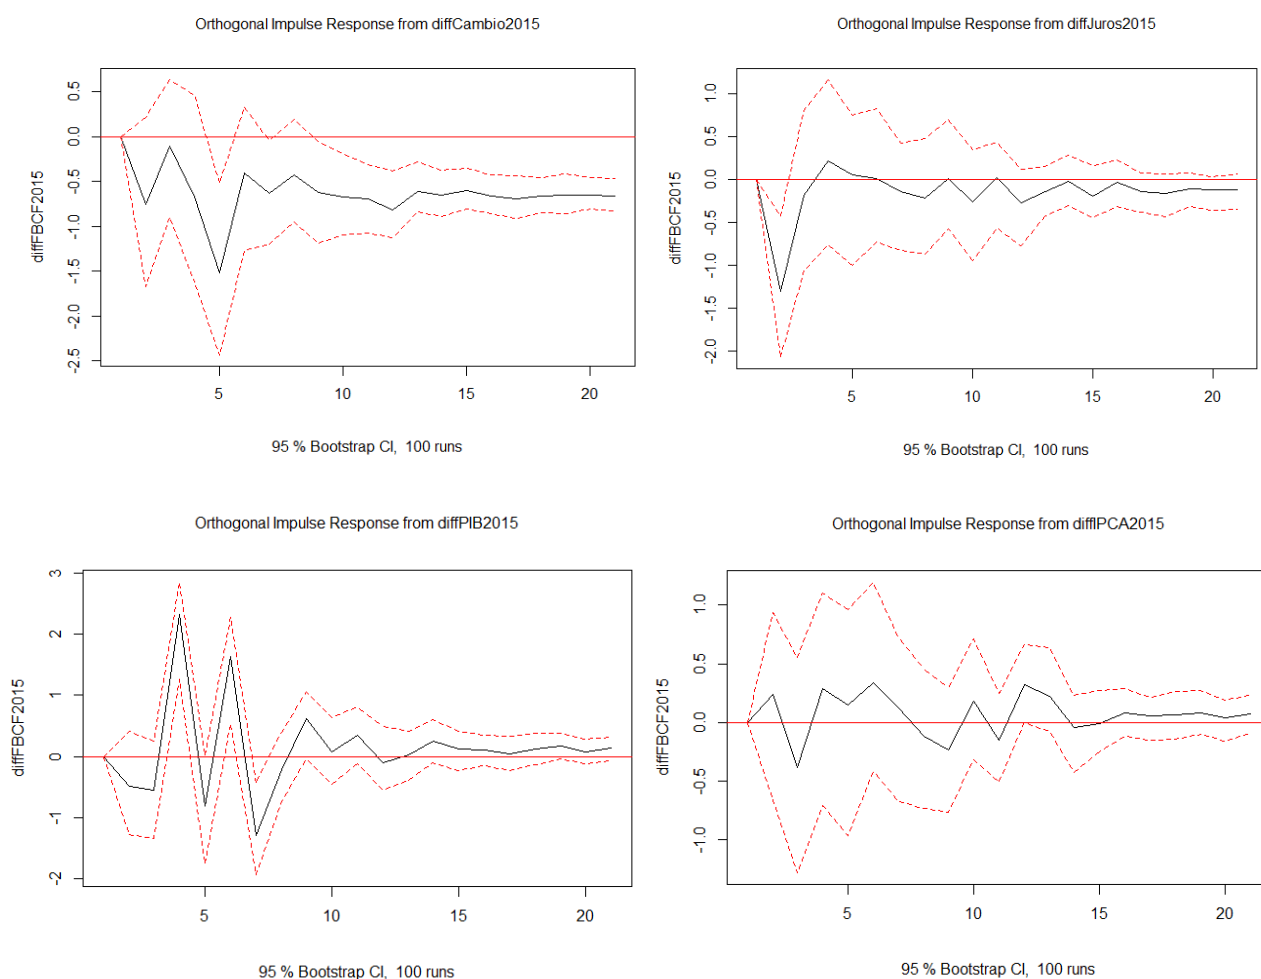 Orthogonal Impulse Response from diffCambio2015
diffFBCF2015
0.5
0.0
-0.5
-1.0
-1.5
-2.0
-2.5
5 10 15 20
95 % Bootstrap CI, 100 runs
Orthogonal Impulse Response from diffJuros2015
diffFBCF2015
1.0
0.5
0.0
-0.5
-1.0
-1.5
-2.0
5 10 15 20
95 % Bootstrap CI, 100 runs
Orthogonal Impulse Response from diffPIB2015
diffFBCF2015
3
2
1
0
-1
-2
5 10 15 20
95 % Bootstrap CI, 100 runs
Orthogonal Impulse Response from diffIPCA2015
diffFBCF2015
1.0
0.5
0.0
-0.5
-1.0
5 10 15 20
95 % Bootstrap CI, 100 runs